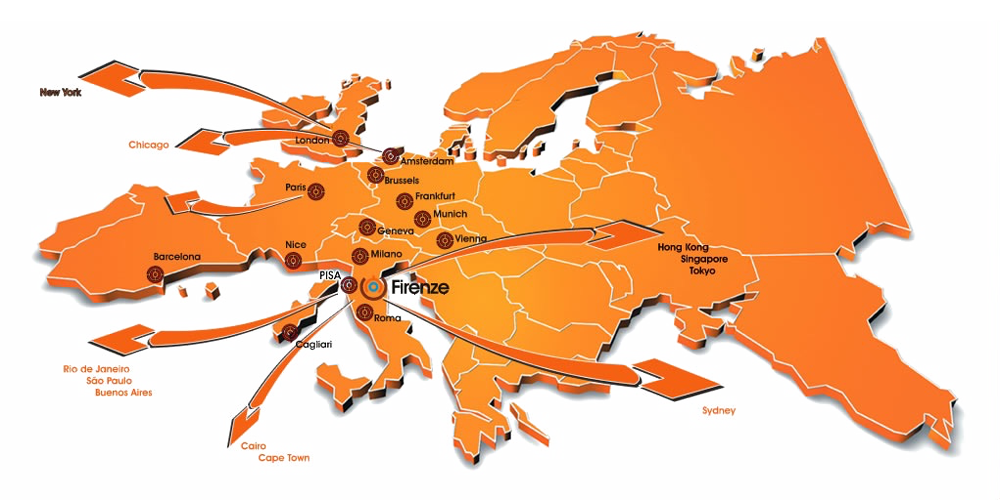 New York
Chicago
London
Amsterdam
Brussels
Paris
Frankfurt
Munich
Geneva
Vienna
Nice
Milano
Barcelona
Hong Kong
Singapore
Tokyo
PISA
Firenze
Roma
Cagliari
Rio de Janeiro
São Paulo
Buenos Aires
Sydney
Cairo
Cape Town